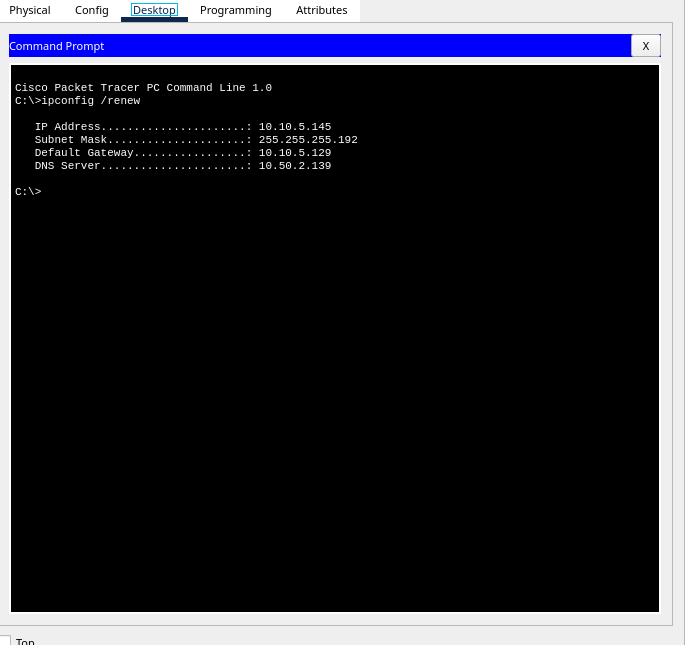 Physical Config Desktop Programming Attributes
Command Prompt X
Cisco Packet Tracer PC Command Line 1.0
C:\>ipconfig /renew
IP Address......................: 10.10.5.145
Subnet Mask.....................: 255.255.255.192
Default Gateway.................: 10.10.5.129
DNS Server......................: 10.50.2.139
C:\>
Top